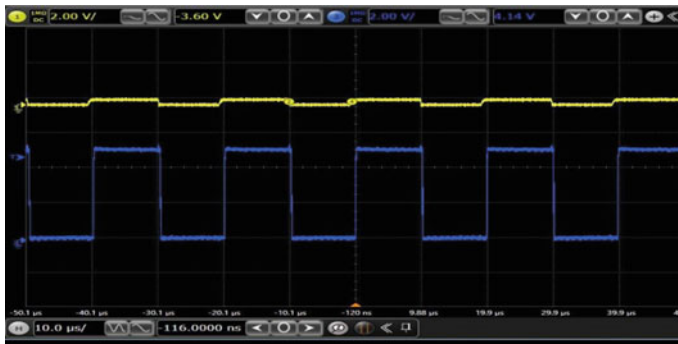 1 1MΩ DC 2.00 V/ -3.60 V 2.00 V/ 4.14 V
-50.1 µs -40.1 µs -30.1 µs -20.1 µs -10.1 µs -120 ns 9.88 µs 19.9 µs 29.9 µs 39.9 µs
H 10.0 µs/ -116.0000 ns